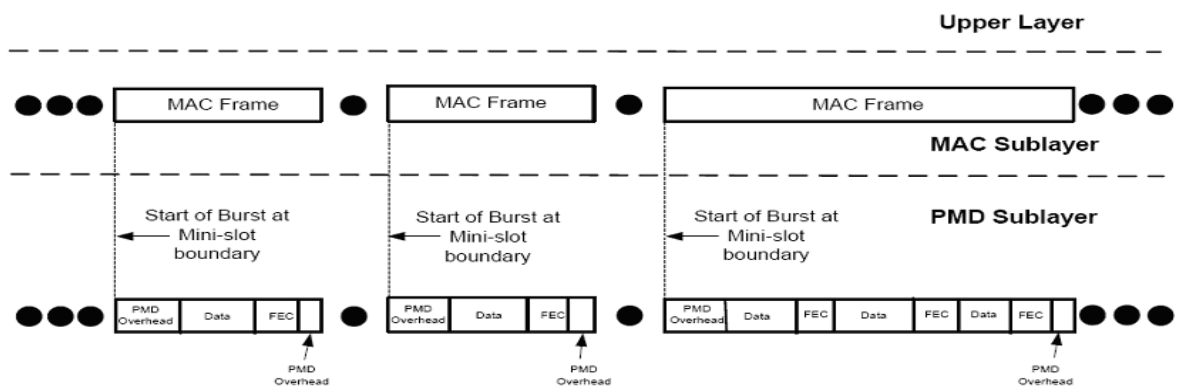 Upper Layer
MAC Frame
MAC Frame
MAC Frame
MAC Sublayer
PMD Sublayer
Start of Burst at
Mini-slot
boundary
Start of Burst at
Mini-slot
boundary
Start of Burst at
Mini-slot
boundary
PMD
Overhead
Data
FEC
PMD
Overhead
Data
FEC
PMD
Overhead
Data
FEC
Data
FEC
Data
FEC
PMD
Overhead
PMD
Overhead
PMD
Overhead